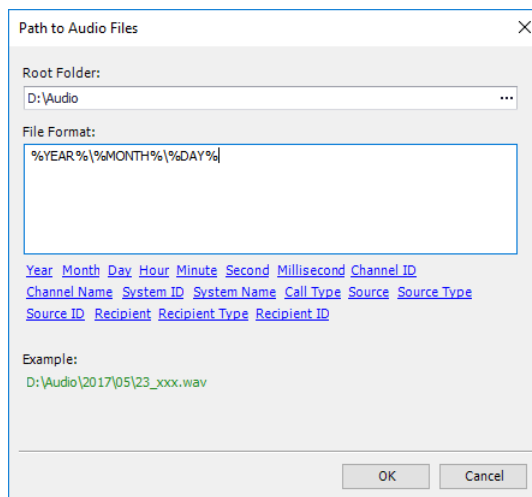 Path to Audio Files
Root Folder:
D:\Audio ...
File Format:
%YEAR%\%MONTH%\%DAY%
Year Month Day Hour Minute Second Millisecond Channel ID
Channel Name System ID System Name Call Type Source Source Type
Source ID Recipient Recipient Type Recipient ID
Example:
D:\Audio\2017\05\23_xxx.wav
OK Cancel